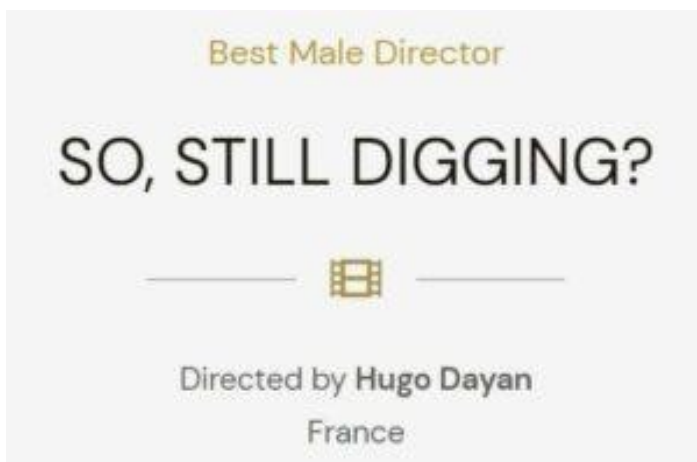 Best Male Director
SO, STILL DIGGING?
Directed by Hugo Dayan
France